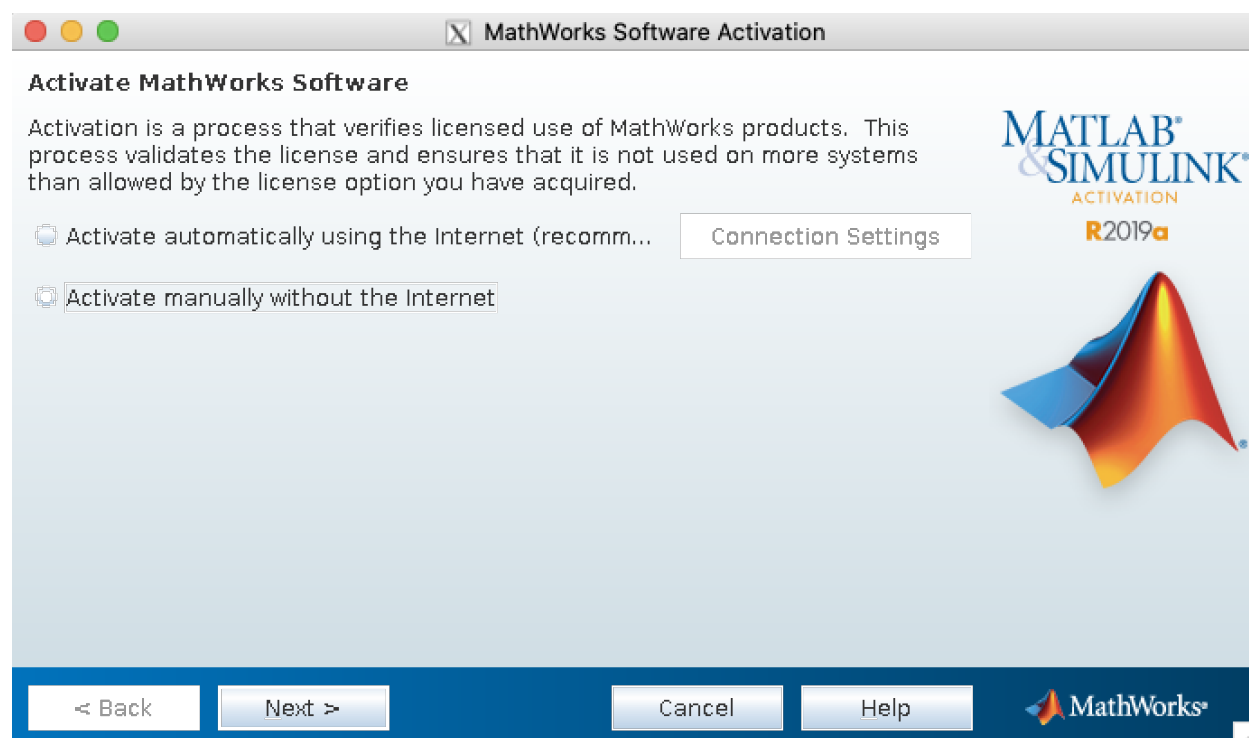 MathWorks Software Activation
Activate MathWorks Software
Activation is a process that verifies licensed use of MathWorks products.  This
process validates the license and ensures that it is not used on more systems
than allowed by the license option you have acquired.
Activate automatically using the Internet (recomm...
Connection Settings
Activate manually without the Internet
MATLAB®
&SIMULINK®
ACTIVATION
R2019a
< Back
Next >
Cancel
Help
MathWorks®